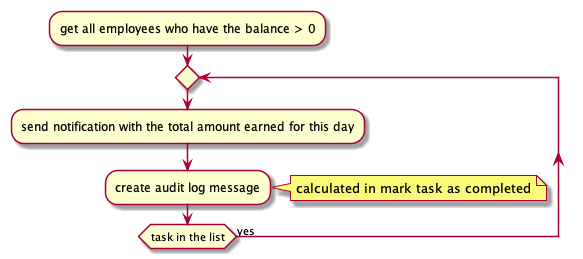 get all employees who have the balance > 0
send notification with the total amount earned for this day
create audit log message
calculated in mark task as completed
task in the list
yes